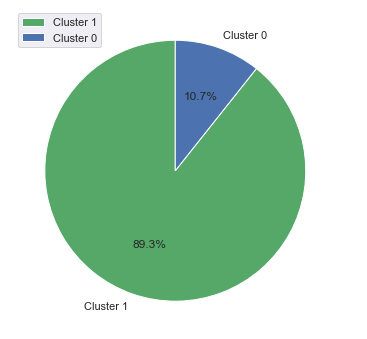 Cluster 1
Cluster 0
Cluster 0
10.7%
89.3%
Cluster 1